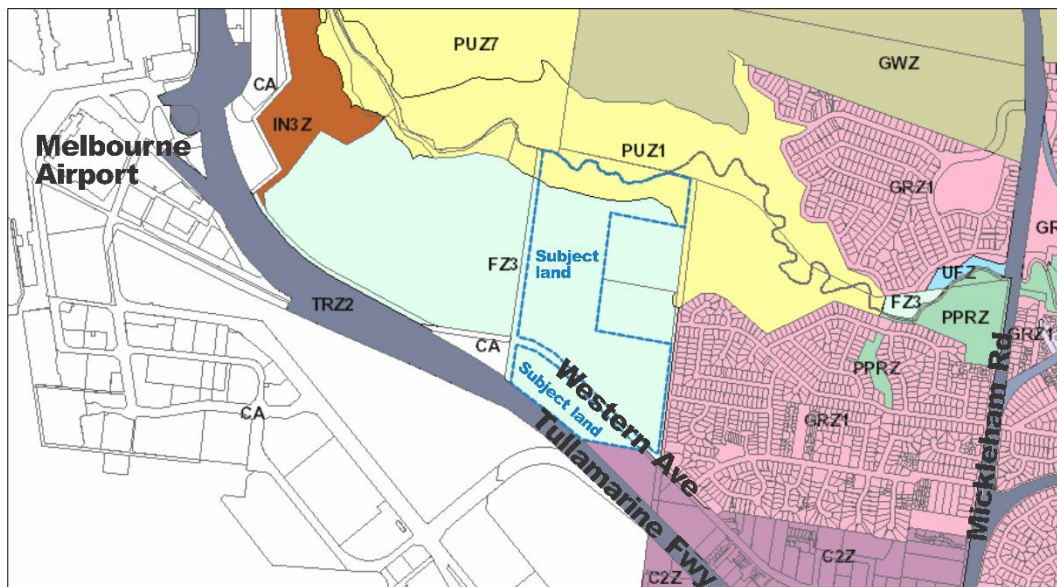 PUZ7
GWZ
CA
IN3Z
Melbourne
Airport
PUZ1
GRZ1
Subject
land
FZ3
UFZ
FZ3
TRZ2
PPRZ
GRZ1
CA
PPRZ
Subject land
Western Ave
Mickleham Rd
CA
GRZ1
Tullamarine Fwy
C2Z
C2Z